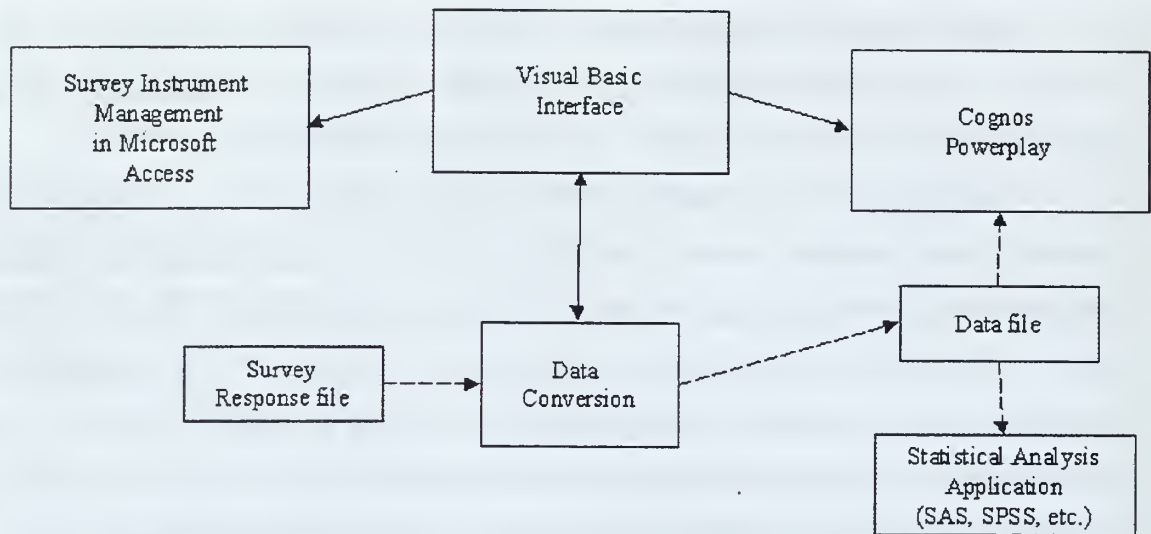 Survey Instrument
Management
in Microsoft
Access
Visual Basic
Interface
Cognos
Powerplay
Survey
Response file
Data
Conversion
Data file
Statistical Analysis
Application
(SAS, SPSS, etc.)